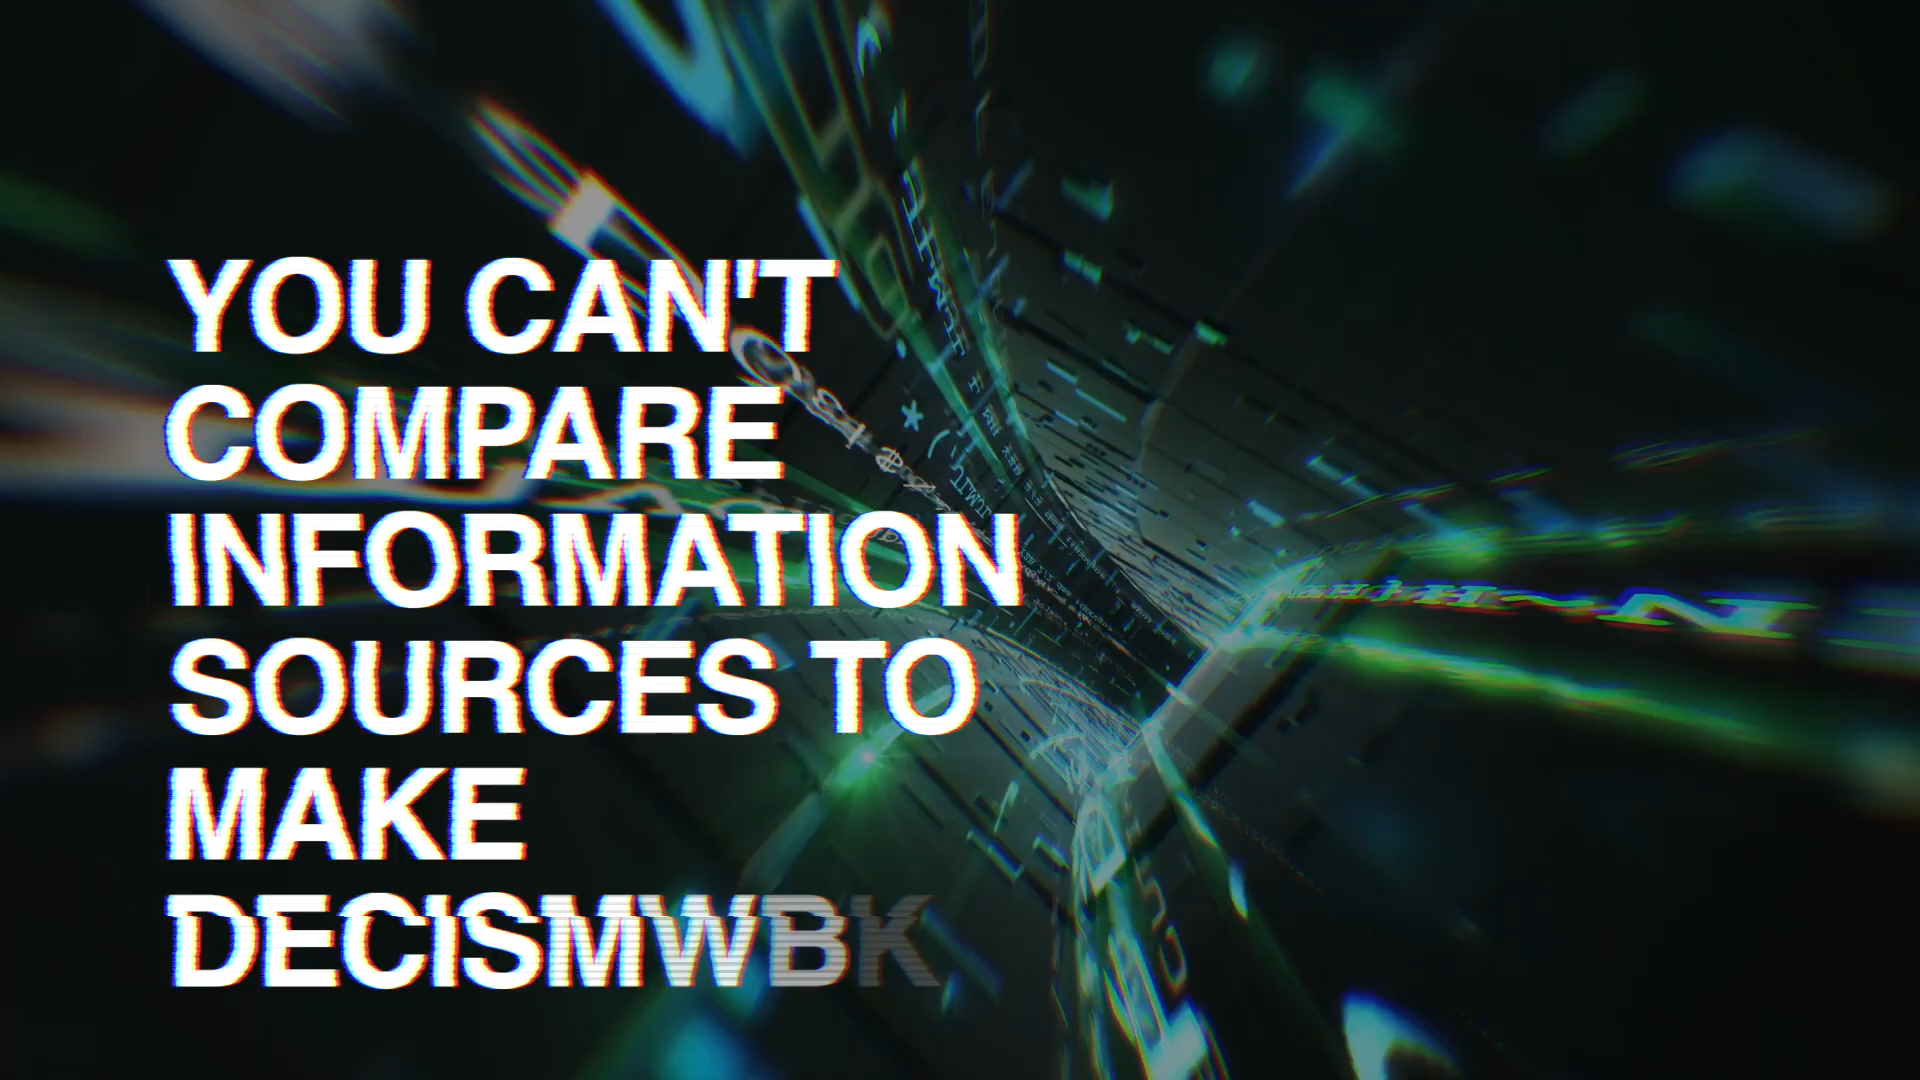 YOU CAN'T
COMPARE
INFORMATION
SOURCES TO
MAKE
DECISMWBK